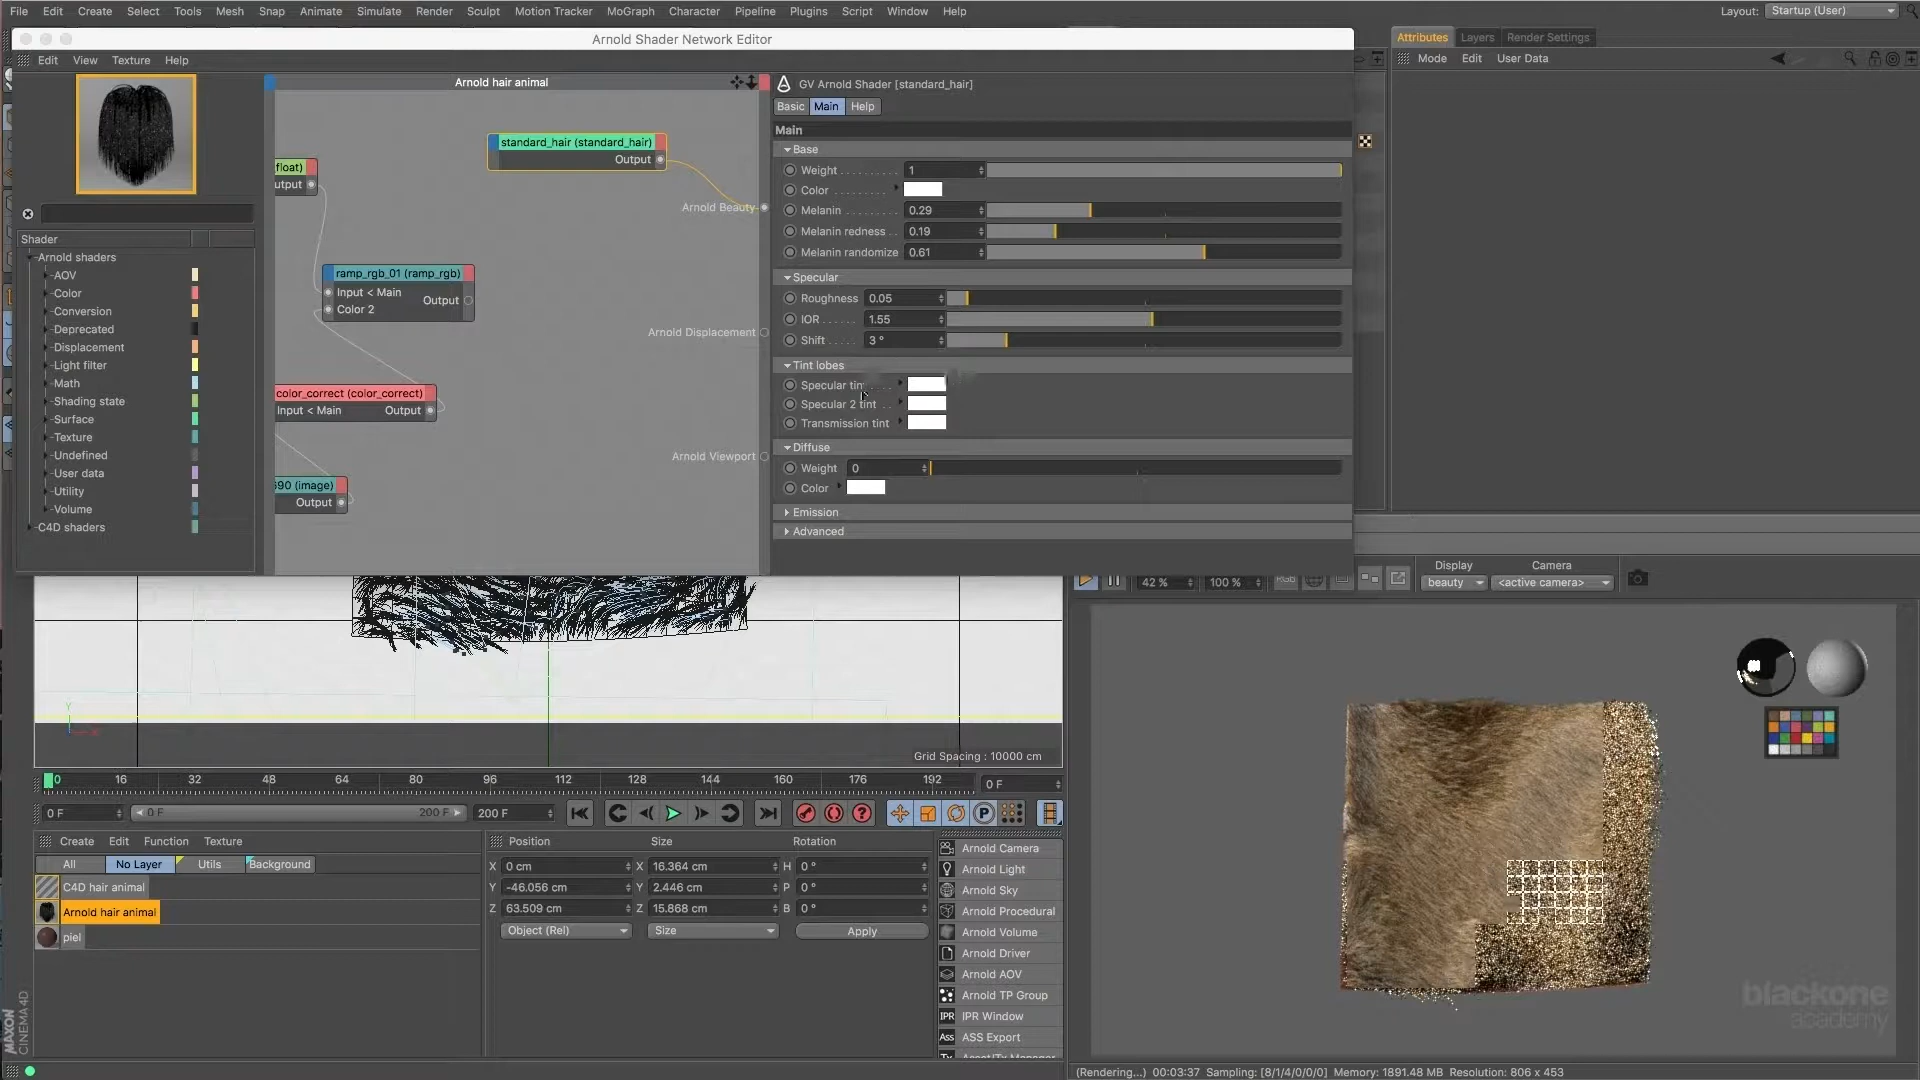 File Edit Create Select Tools Mesh Snap Animate Simulate Render Sculpt Motion Tracker MoGraph Character Pipeline Plugins Script Window Help
Layout: Startup (User)
Arnold Shader Network Editor
Edit View Texture Help
Arnold hair animal
Shader
Arnold shaders
AOV
Color
Conversion
Deprecated
Displacement
Light filter
Math
Shading state
Surface
Texture
Undefined
User data
Utility
Volume
C4D shaders
float)
utput
standard_hair (standard_hair)
Output
Arnold Beauty
ramp_rgb_01 (ramp_rgb)
Input < Main
Output
Color 2
Arnold Displacement
color_correct (color_correct)
Input < Main Output
Arnold Viewport
590 (image)
Output
GV Arnold Shader [standard_hair]
Basic Main Help
Main
Base
Weight 1
Color
Melanin 0.29
Melanin redness 0.19
Melanin randomize 0.61
Specular
Roughness 0.05
IOR 1.55
Shift 3 °
Tint lobes
Specular tin
Specular 2 tint
Transmission tint
Diffuse
Weight 0
Color
Emission
Advanced
Attributes Layers Render Settings
Mode Edit User Data
Grid Spacing : 10000 cm
Y
0 16 32 48 64 80 96 112 128 144 160 176 192 0 F
0 F 0 F 200 F 200 F
P
Create Edit Function Texture
All No Layer Utils Background
C4D hair animal
Arnold hair animal
piel
Position Size Rotation
X 0 cm X 16.364 cm H 0 °
Y -46.056 cm Y 2.446 cm P 0 °
Z 63.509 cm Z 15.868 cm B 0 °
Object (Rel) Size Apply
Arnold Camera
Arnold Light
Arnold Sky
Arnold Procedural
Arnold Volume
Arnold Driver
Arnold AOV
Arnold TP Group
IPR IPR Window
Ass ASS Export
Tx Asset/Tx Manager
MAXON CINEMA 4D
Display Camera
42 % 100 % RGB beauty <active camera>
blackone
academy
(Rendering...) 00:03:37 Sampling: [8/1/4/0/0/0] Memory: 1891.48 MB Resolution: 806 x 453